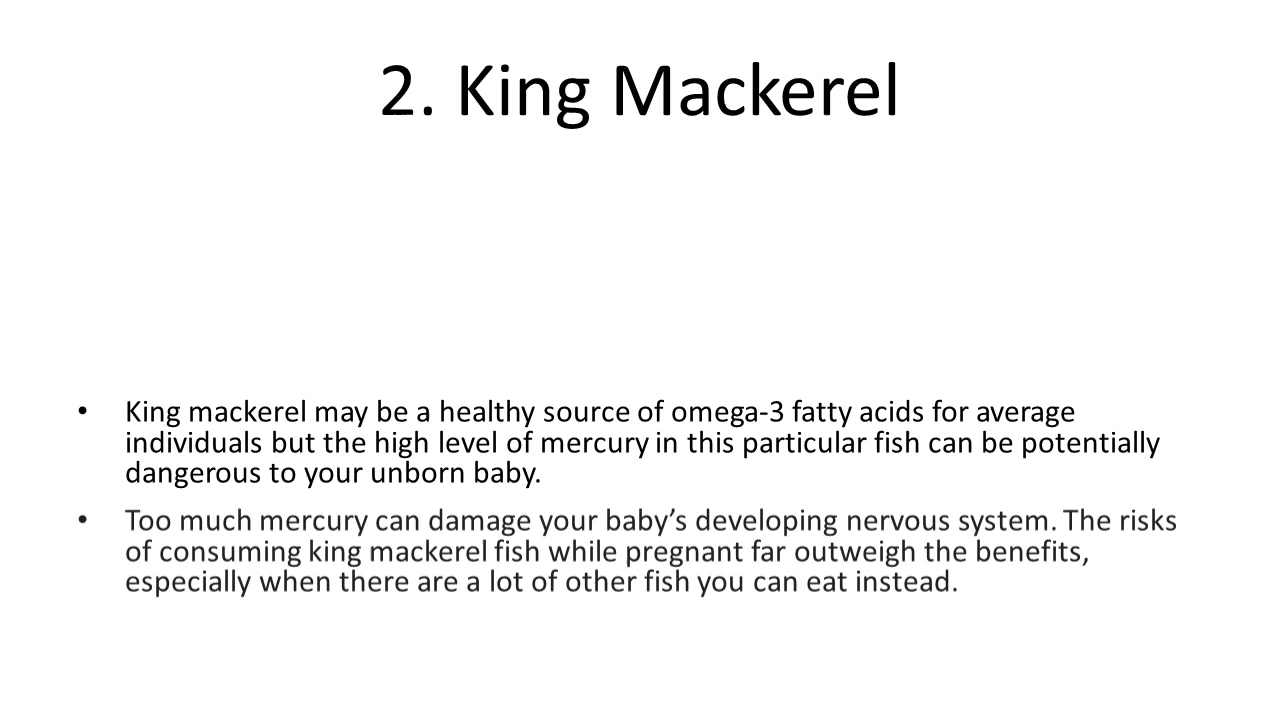 2. King Mackerel
• King mackerel may be a healthy source of omega-3 fatty acids for average
individuals but the high level of mercury in this particular fish can be potentially
dangerous to your unborn baby.
• Too much mercury can damage your baby’s developing nervous system. The risks
of consuming king mackerel fish while pregnant far outweigh the benefits,
especially when there are a lot of other fish you can eat instead.